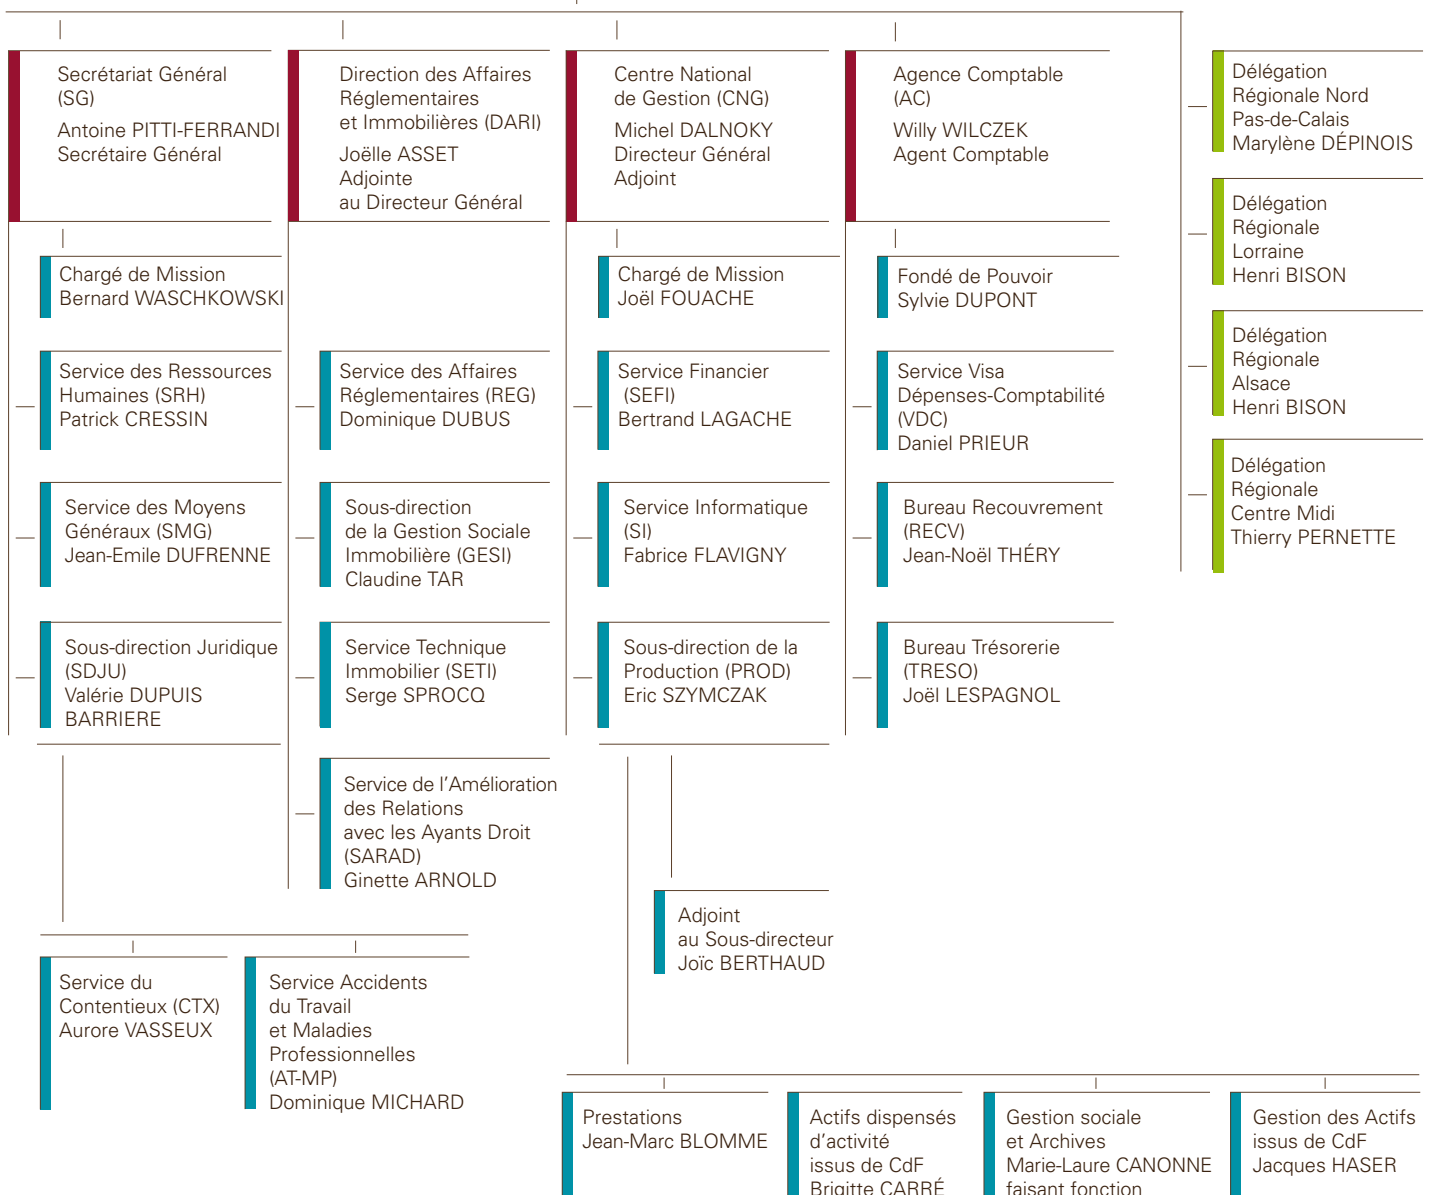 Secrétariat Général
(SG)
Antoine PITTI-FERRANDI
Secrétaire Général
Direction des Affaires
Réglementaires
et Immobilières (DARI)
Joëlle ASSET
Adjointe
au Directeur Général
Centre National
de Gestion (CNG)
Michel DALNOKY
Directeur Général
Adjoint
Agence Comptable
(AC)
Willy WILCZEK
Agent Comptable
Délégation
Régionale Nord
Pas-de-Calais
Marylène DÉPINOIS
Délégation
Régionale
Lorraine
Henri BISON
Délégation
Régionale
Alsace
Henri BISON
Délégation
Régionale
Centre Midi
Thierry PERNETTE
Chargé de Mission
Bernard WASCHKOWSKI
Chargé de Mission
Joël FOUACHE
Fondé de Pouvoir
Sylvie DUPONT
Service des Ressources
Humaines (SRH)
Patrick CRESSIN
Service des Affaires
Réglementaires (REG)
Dominique DUBUS
Service Financier
(SEFI)
Bertrand LAGACHE
Service Visa
Dépenses-Comptabilité
(VDC)
Daniel PRIEUR
Service des Moyens
Généraux (SMG)
Jean-Emile DUFRENNE
Sous-direction
de la Gestion Sociale
Immobilière (GESI)
Claudine TAR
Service Informatique
(SI)
Fabrice FLAVIGNY
Bureau Recouvrement
(RECV)
Jean-Noël THÉRY
Sous-direction Juridique
(SDJU)
Valérie DUPUIS
BARRIERE
Service Technique
Immobilier (SETI)
Serge SPROCQ
Sous-direction de la
Production (PROD)
Eric SZYMCZAK
Bureau Trésorerie
(TRESO)
Joël LESPAGNOL
Service de l'Amélioration
des Relations
avec les Ayants Droit
(SARAD)
Ginette ARNOLD
Adjoint
au Sous-directeur
Joïc BERTHAUD
Service du
Contentieux (CTX)
Aurore VASSEUX
Service Accidents
du Travail
et Maladies
Professionnelles
(AT-MP)
Dominique MICHARD
Prestations
Jean-Marc BLOMME
Actifs dispensés
d'activité
issus de CdF
Brigitte CARRÉ
Gestion sociale
et Archives
Marie-Laure CANONNE
faisant fonction
Gestion des Actifs
issus de CdF
Jacques HASER